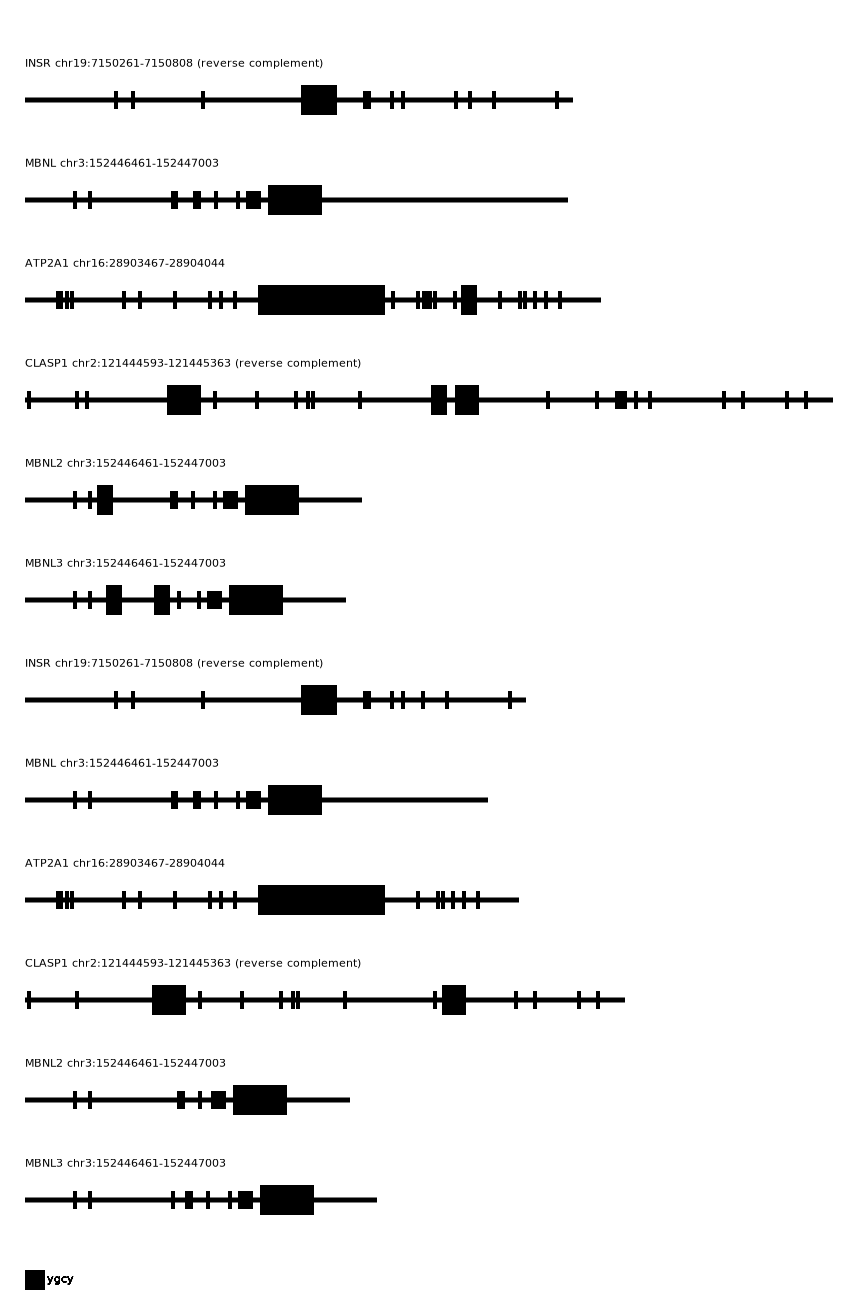 INSR chr19:7150261-7150808 (reverse complement)
MBNL chr3:152446461-152447003
ATP2A1 chr16:28903467-28904044
CLASP1 chr2:121444593-121445363 (reverse complement)
MBNL2 chr3:152446461-152447003
MBNL3 chr3:152446461-152447003
INSR chr19:7150261-7150808 (reverse complement)
MBNL chr3:152446461-152447003
ATP2A1 chr16:28903467-28904044
CLASP1 chr2:121444593-121445363 (reverse complement)
MBNL2 chr3:152446461-152447003
MBNL3 chr3:152446461-152447003
ygcy